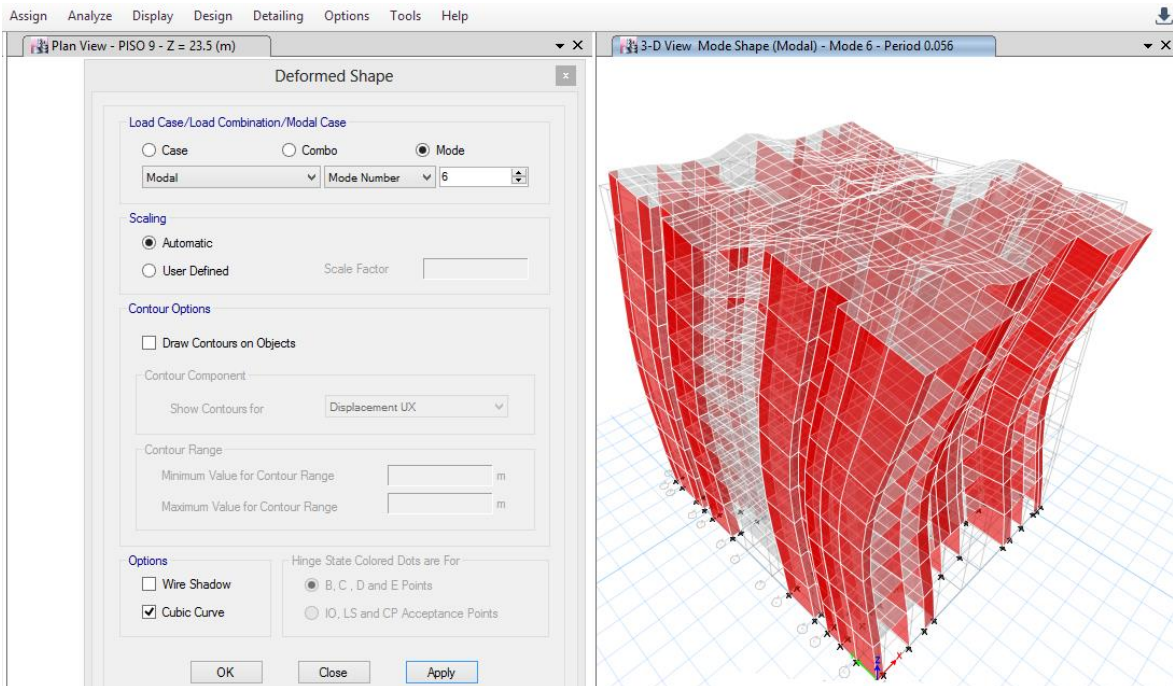 Assign Analyze Display Design Detailing Options Tools Help
Plan View - PISO 9 - Z = 23.5 (m)
3-D View Mode Shape (Modal) - Mode 6 - Period 0.056
Deformed Shape
Load Case/Load Combination/Modal Case
Case Combo Mode
Modal Mode Number 6
Scaling
Automatic
User Defined Scale Factor
Contour Options
Draw Contours on Objects
Contour Component
Show Contours for Displacement UX
Contour Range
Minimum Value for Contour Range m
Maximum Value for Contour Range m
Options Hinge State Colored Dots are For
Wire Shadow B, C , D and E Points
Cubic Curve IO, LS and CP Acceptance Points
OK Close Apply
Z X